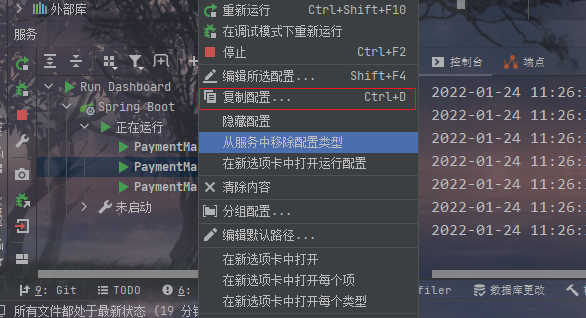 外部库
服务
Run Dashboard
Spring Boot
正在运行
PaymentMa
PaymentMa
PaymentMa
未启动
重新运行 Ctrl+Shift+F10
在调试模式下重新运行
停止 Ctrl+F2
编辑所选配置... Shift+F4
复制配置... Ctrl+D
隐藏配置
从服务中移除配置类型
在新选项卡中打开运行配置
清除内容
分组配置...
编辑默认路径...
在新选项卡中打开
在新选项卡中打开每个项
在新选项卡中打开每个类型
控制台 端点
2022-01-24 11:26:
2022-01-24 11:26:
2022-01-24 11:26:
2022-01-24 11:26:
2022-01-24 11:26:
2022-01-24 11:26:
2022-01-24 11:26:
2022-01-24 11:26:
9: Git TODO 6: filer 数据库更改
所有文件都处于最新状态 (19 分钟